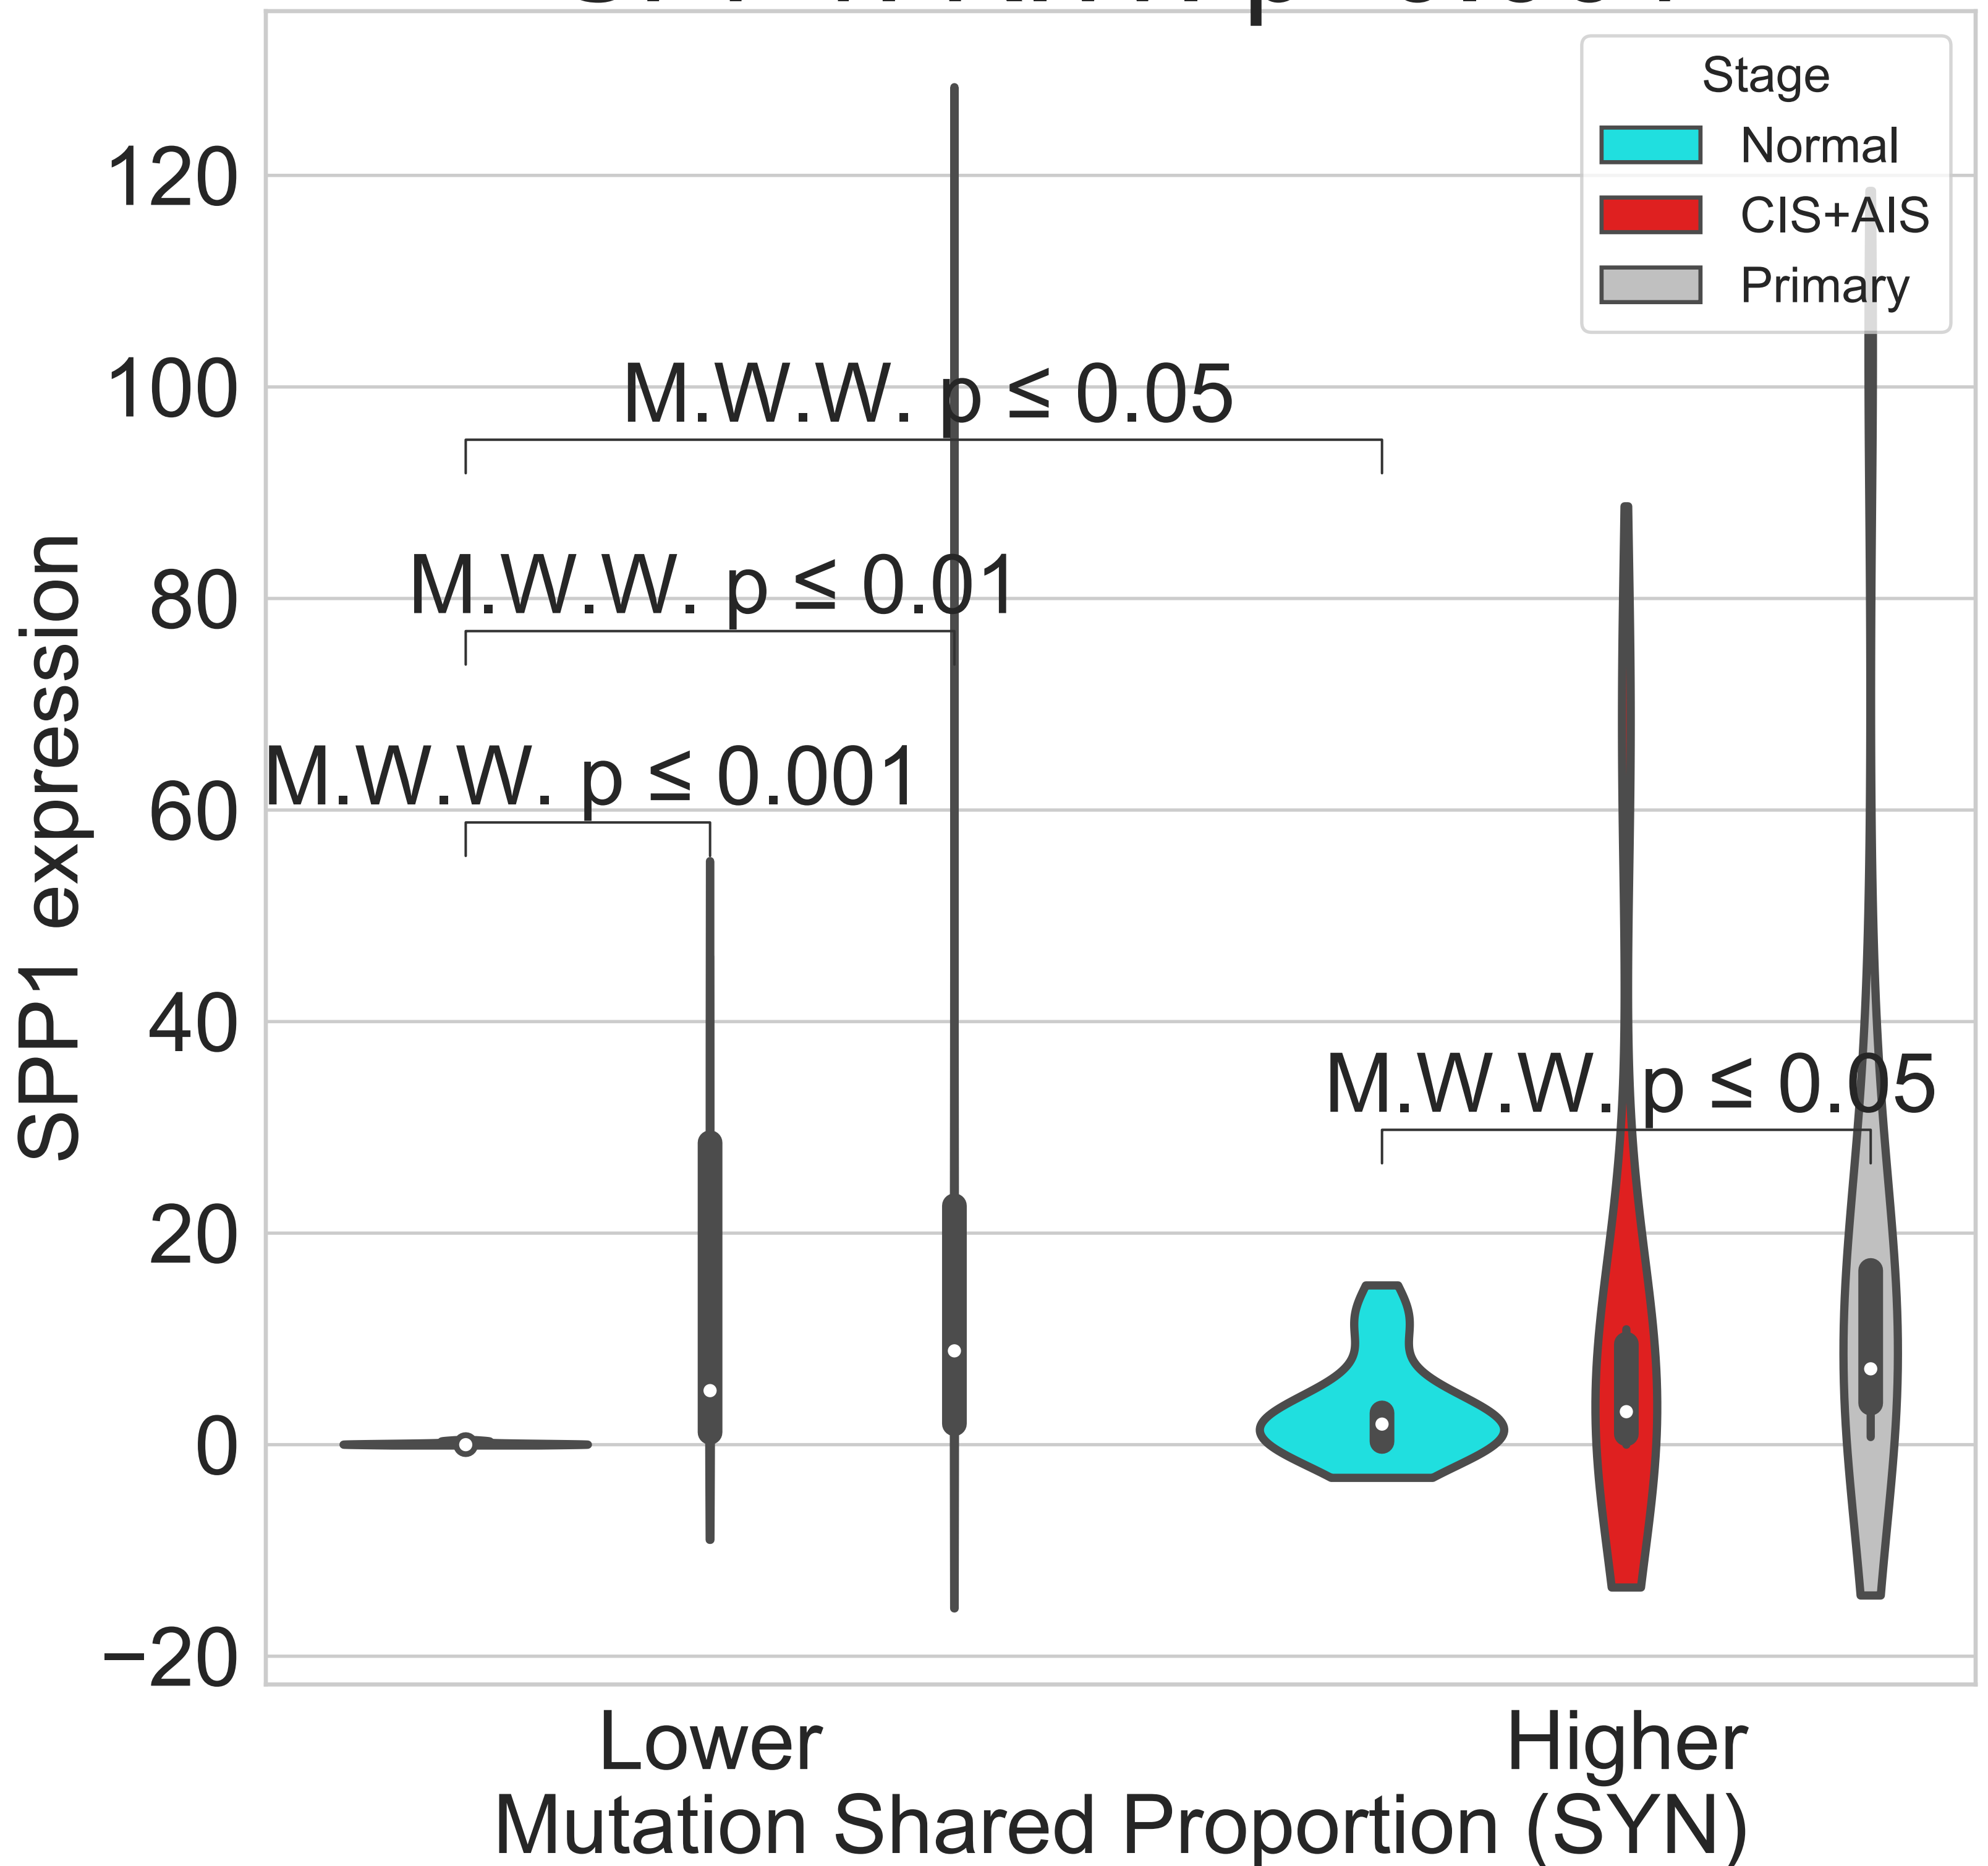 Stage
Normal
CIS+AIS
Primary
120
100
80
60
40
20
0
−20
SPP1 expression
M.W.W. p ≤ 0.05
M.W.W. p ≤ 0.01
M.W.W. p ≤ 0.001
M.W.W. p ≤ 0.05
Lower
Higher
Mutation Shared Proportion (SYN)